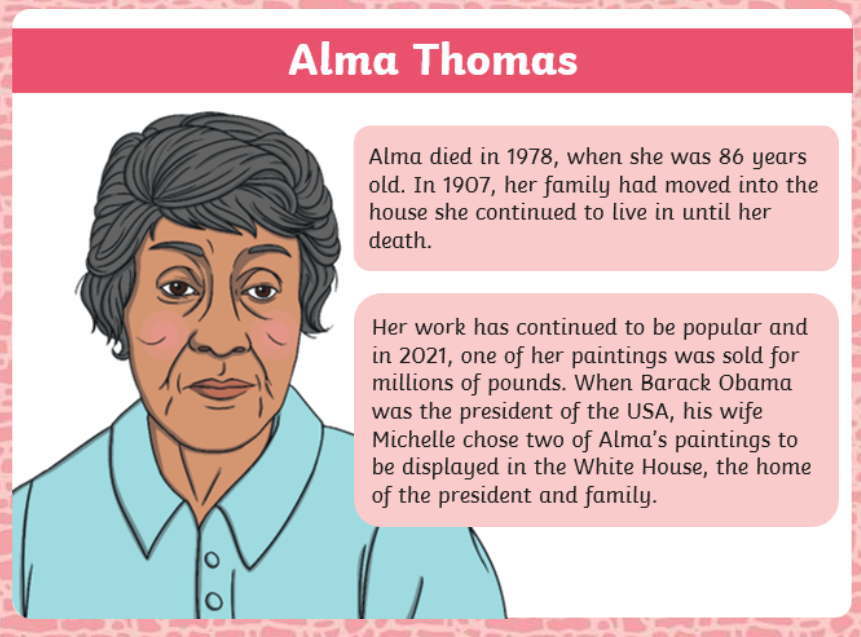 Alma Thomas
Alma died in 1978, when she was 86 years
old. In 1907, her family had moved into the
house she continued to live in until her
death.
Her work has continued to be popular and
in 2021, one of her paintings was sold for
millions of pounds. When Barack Obama
was the president of the USA, his wife
Michelle chose two of Alma's paintings to
be displayed in the White House, the home
of the president and family.